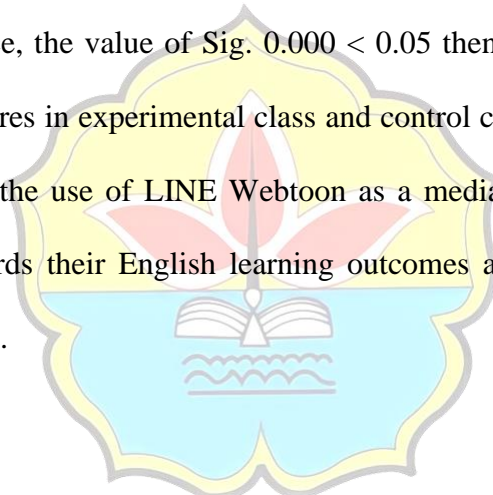 e, the value of Sig. 0.000 < 0.05 then
res in experimental class and control c
the use of LINE Webtoon as a media
rds their English learning outcomes a
.